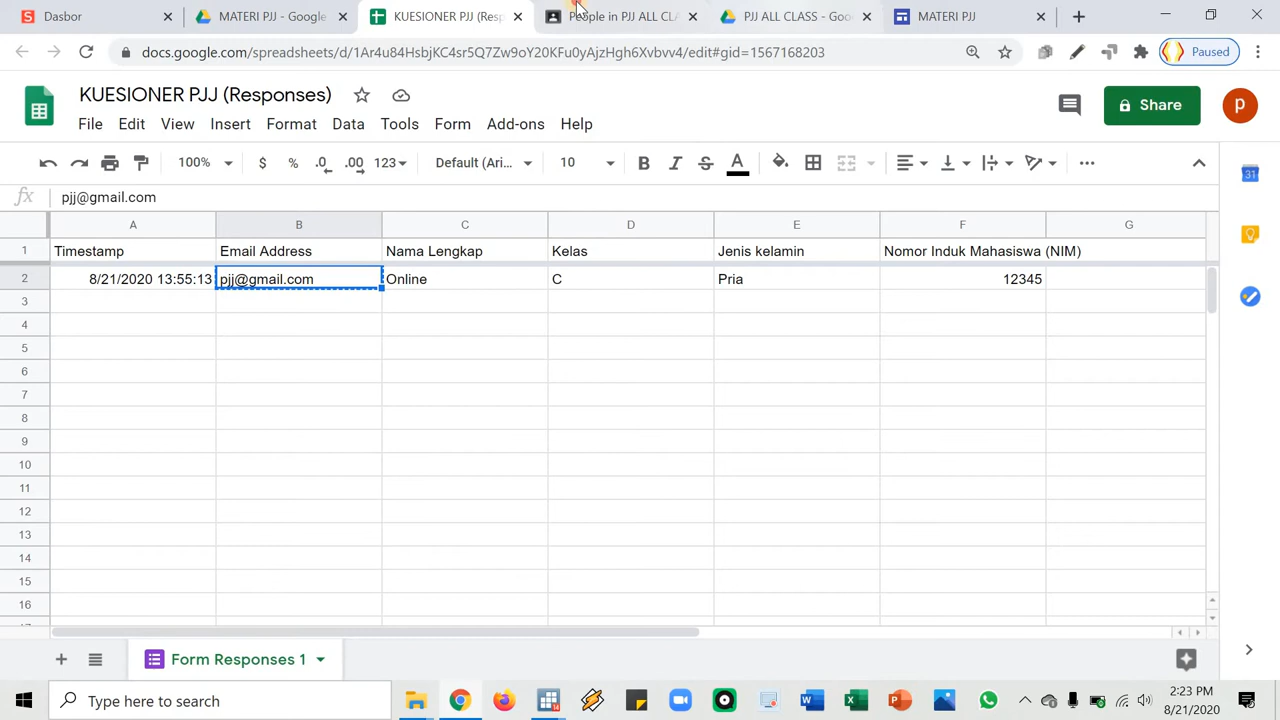 Dasbor
MATERI PJJ - Google
KUESIONER PJJ (Resp
People in PJJ ALL CL
PJJ ALL CLASS - Goo
MATERI PJJ
docs.google.com/spreadsheets/d/1Ar4u84HsbjKC4sr5Q7Zw9oY20KFu0yAjzHgh6Xvbvv4/edit#gid=1567168203
Paused
KUESIONER PJJ (Responses)
File Edit View Insert Format Data Tools Form Add-ons Help
Share
p
100% $ % .0 .00 123 Default (Ari... 10 B I S A
31
fx pjj@gmail.com
A B C D E F G
1 Timestamp Email Address Nama Lengkap Kelas Jenis kelamin Nomor Induk Mahasiswa (NIM)
2 8/21/2020 13:55:13 pjj@gmail.com Online C Pria 12345
3
4
5
6
7
8
9
10
11
12
13
14
15
16
Form Responses 1
Type here to search
2:23 PM
8/21/2020